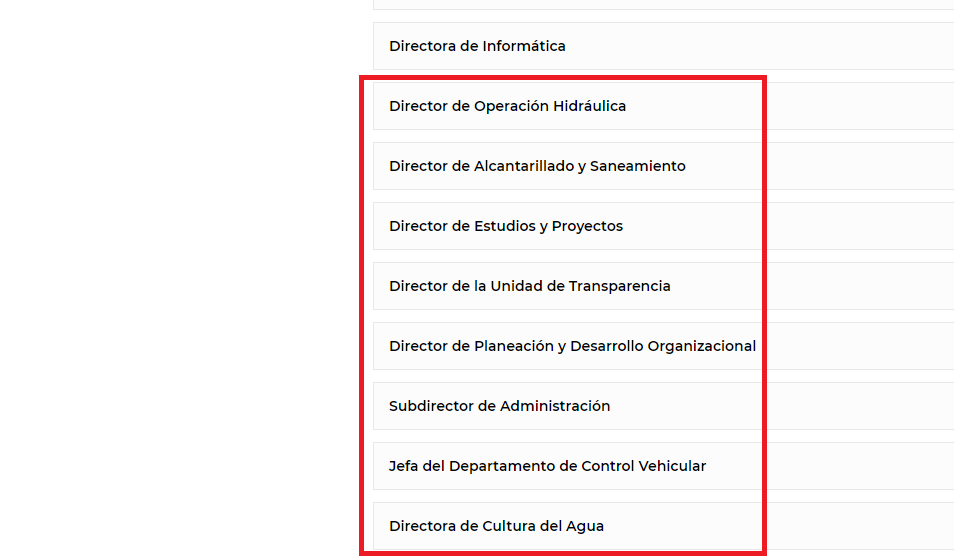 Directora de Informática
Director de Operación Hidráulica
Director de Alcantarillado y Saneamiento
Director de Estudios y Proyectos
Director de la Unidad de Transparencia
Director de Planeación y Desarrollo Organizacional
Subdirector de Administración
Jefa del Departamento de Control Vehicular
Directora de Cultura del Agua